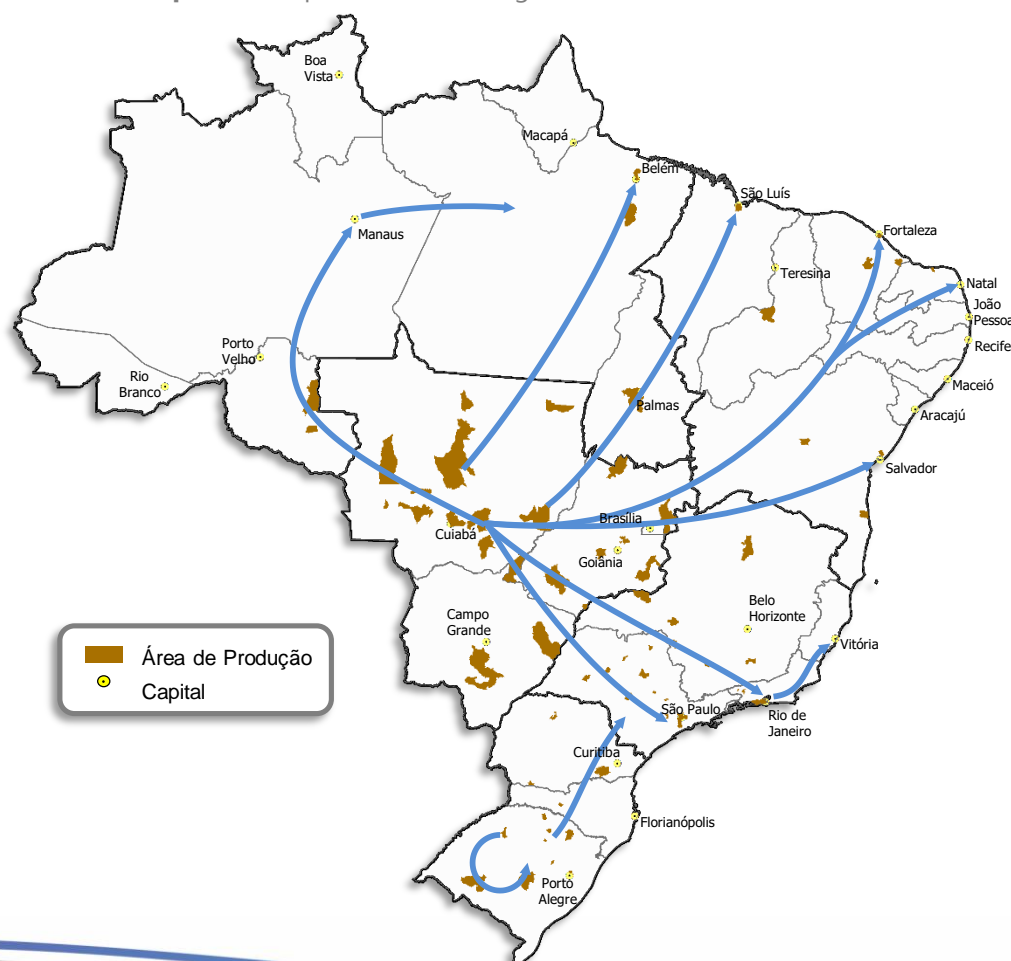 Boa
Vista
Macapá
Belém
São Luís
Manaus
Fortaleza
Teresina
Natal
João
Pessoa
Porto
Velho
Recife
Rio
Branco
Maceió
Palmas
Aracajú
Salvador
Brasília
Cuiabá
Goiânia
Belo
Horizonte
Campo
Grande
Vitória
Área de Produção
Capital
São Paulo
Rio de
Janeiro
Curitiba
Florianópolis
Porto
Alegre